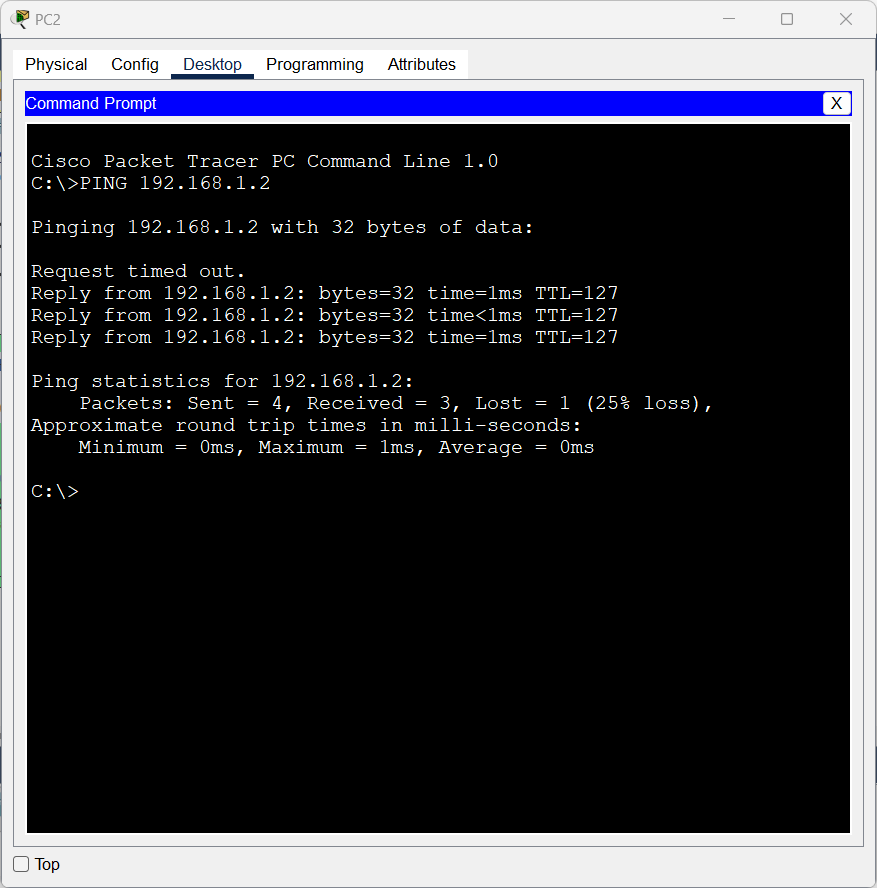 PC2
Physical Config Desktop Programming Attributes
Command Prompt X
Cisco Packet Tracer PC Command Line 1.0
C:\>PING 192.168.1.2
Pinging 192.168.1.2 with 32 bytes of data:
Request timed out.
Reply from 192.168.1.2: bytes=32 time=1ms TTL=127
Reply from 192.168.1.2: bytes=32 time<1ms TTL=127
Reply from 192.168.1.2: bytes=32 time=1ms TTL=127
Ping statistics for 192.168.1.2:
    Packets: Sent = 4, Received = 3, Lost = 1 (25% loss),
Approximate round trip times in milli-seconds:
    Minimum = 0ms, Maximum = 1ms, Average = 0ms
C:\>
Top